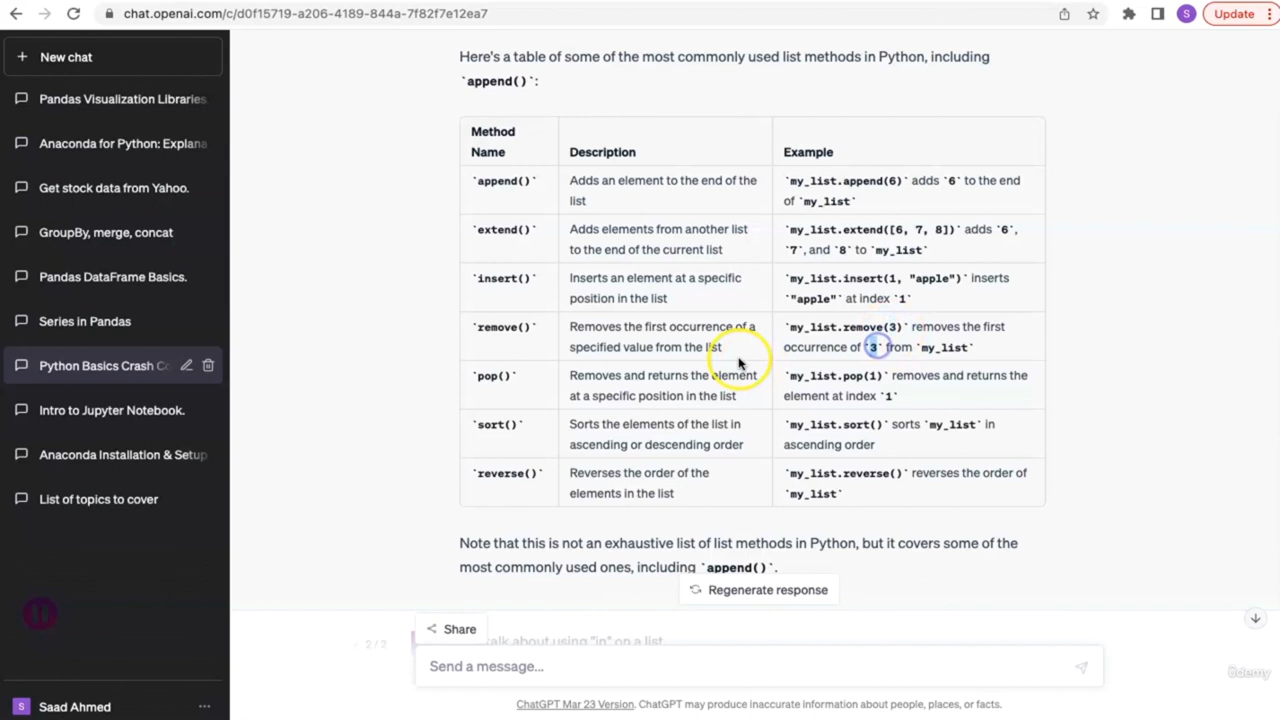 chat.openai.com/c/d0f15719-a206-4189-844a-7f82f7e12ea7
S
Update
New chat
Pandas Visualization Libraries
Anaconda for Python: Explana
Get stock data from Yahoo.
GroupBy, merge, concat
Pandas DataFrame Basics.
Series in Pandas
Python Basics Crash Co
Intro to Jupyter Notebook.
Anaconda Installation & Setup
List of topics to cover
S Saad Ahmed ...
Here's a table of some of the most commonly used list methods in Python, including
`append()`:
Method
Name Description Example
`append()` Adds an element to the end of the `my_list.append(6)` adds `6` to the end
list of `my_list`
`extend()` Adds elements from another list `my_list.extend([6, 7, 8])` adds `6`,
to the end of the current list `7`, and `8` to `my_list`
`insert()` Inserts an element at a specific `my_list.insert(1, "apple")` inserts
position in the list `"apple"` at index `1`
`remove()` Removes the first occurrence of a `my_list.remove(3)` removes the first
specified value from the list occurrence of `3` from `my_list`
`pop()` Removes and returns the element `my_list.pop(1)` removes and returns the
at a specific position in the list element at index `1`
`sort()` Sorts the elements of the list in `my_list.sort()` sorts `my_list` in
ascending or descending order ascending order
`reverse()` Reverses the order of the `my_list.reverse()` reverses the order of
elements in the list `my_list`
Note that this is not an exhaustive list of list methods in Python, but it covers some of the
most commonly used ones, including `append()`.
Regenerate response
Share
2 / 2 talk about using "in" on a list
Send a message...
ChatGPT Mar 23 Version. ChatGPT may produce inaccurate information about people, places, or facts.
ûdemy